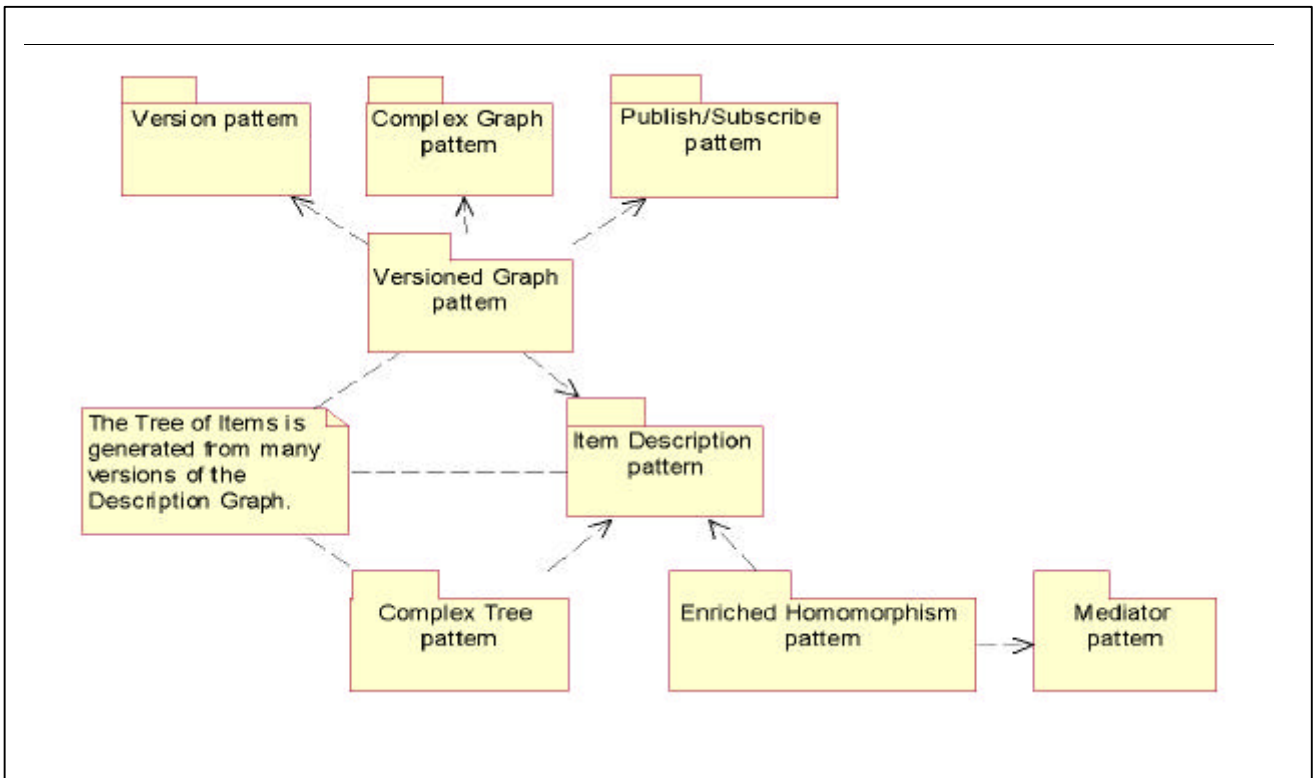 Version pattern
Complex Graph
pattern
Publish/Subscribe
pattern
Versioned Graph
pattern
The Tree of Items is
generated from many
versions of the
Description Graph.
Item Description
pattern
Complex Tree
pattern
Enriched Homomorphism
pattern
Mediator
pattern